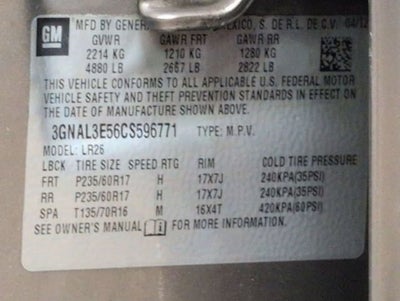 GM
MFD BY GENERAL MEXICO, S. DE R.L. DE C.V. 04/12
GVWR GAWR FRT GAWR RR
2214 KG 1210 KG 1280 KG
4880 LB 2667 LB 2822 LB
THIS VEHICLE CONFORMS TO ALL APPLICABLE U.S. FEDERAL MOTOR
VEHICLE SAFETY AND THEFT PREVENTION STANDARDS IN EFFECT ON
THE DATE OF MANUFACTURE SHOWN ABOVE.
3GNAL3E56CS596771 TYPE: M.P.V.
MODEL: LR26
LBCK TIRE SIZE SPEED RTG RIM COLD TIRE PRESSURE
FRT P235/60R17 H 17X7J 240KPA(35PSI)
RR P235/60R17 H 17X7J 240KPA(35PSI)
SPA T135/70R16 M 16X4T 420KPA(60PSI)
SEE OWNER'S MANUAL FOR MORE INFORMATION